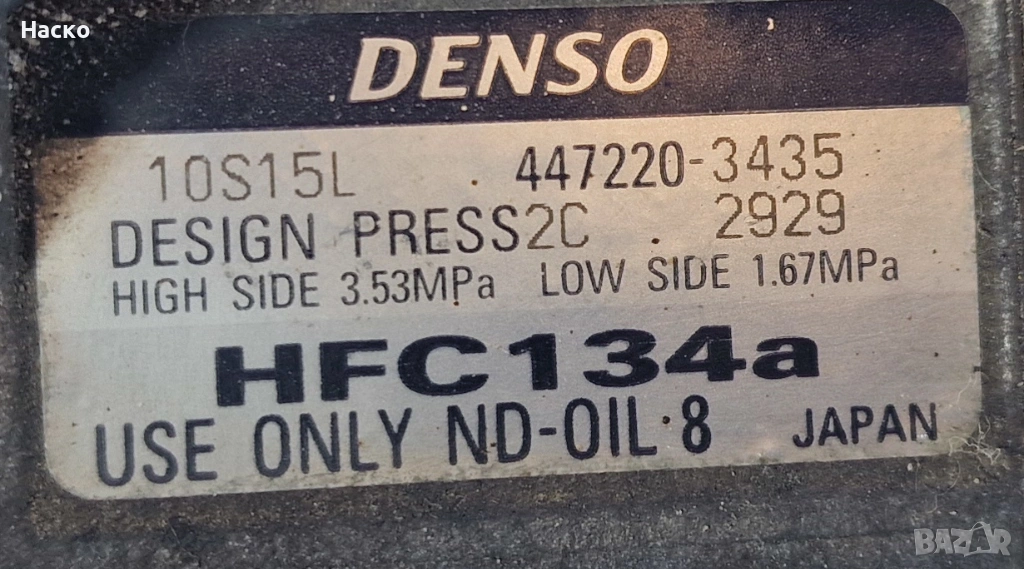 Наско
DENSO
10S15L 447220-3435
DESIGN PRESS2C 2929
HIGH SIDE 3.53MPa LOW SIDE 1.67MPa
HFC134a
USE ONLY ND-OIL 8 JAPAN
BAZAR